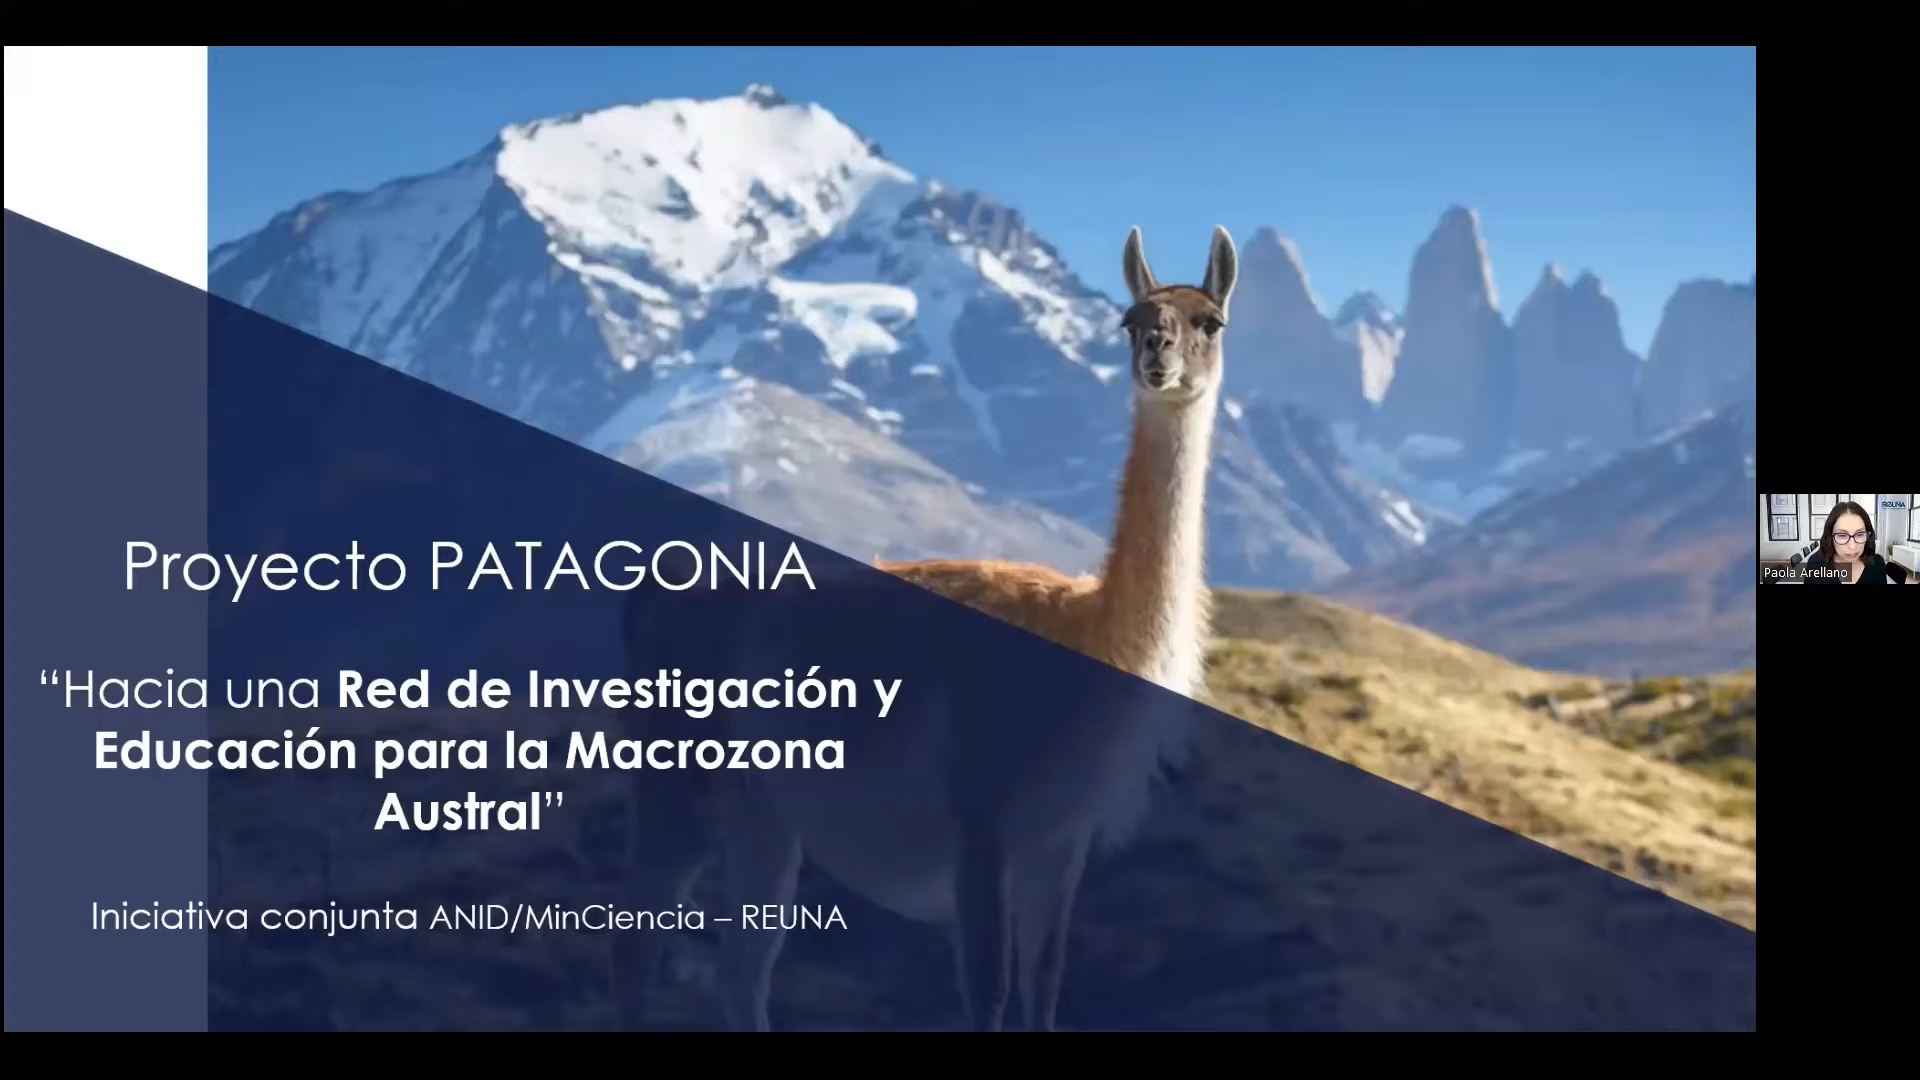 Proyecto PATAGONIA
“Hacia una Red de Investigación y
Educación para la Macrozona
Austral”
Iniciativa conjunta ANID/MinCiencia – REUNA
REUNA
Paola Arellano